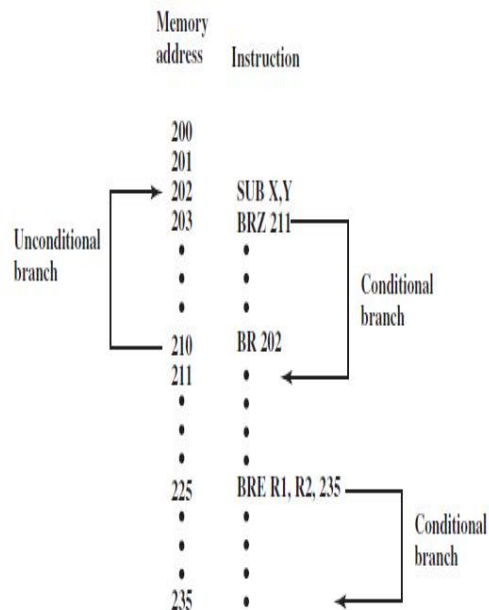 Memory
address Instruction
200
201
202 SUB X,Y
203 BRZ 211
Unconditional
branch
Conditional
branch
210 BR 202
211
225 BRE R1, R2, 235
Conditional
branch
235